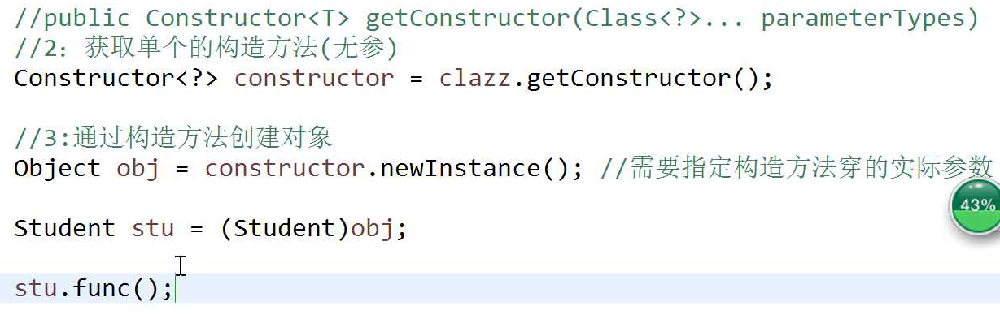 //public Constructor<T> getConstructor(Class<?>... parameterTypes)
//2: 获取单个的构造方法(无参)
Constructor<?> constructor = clazz.getConstructor();
//3:通过构造方法创建对象
Object obj = constructor.newInstance(); //需要指定构造方法穿的实际参数
43%
Student stu = (Student)obj;
stu.func();